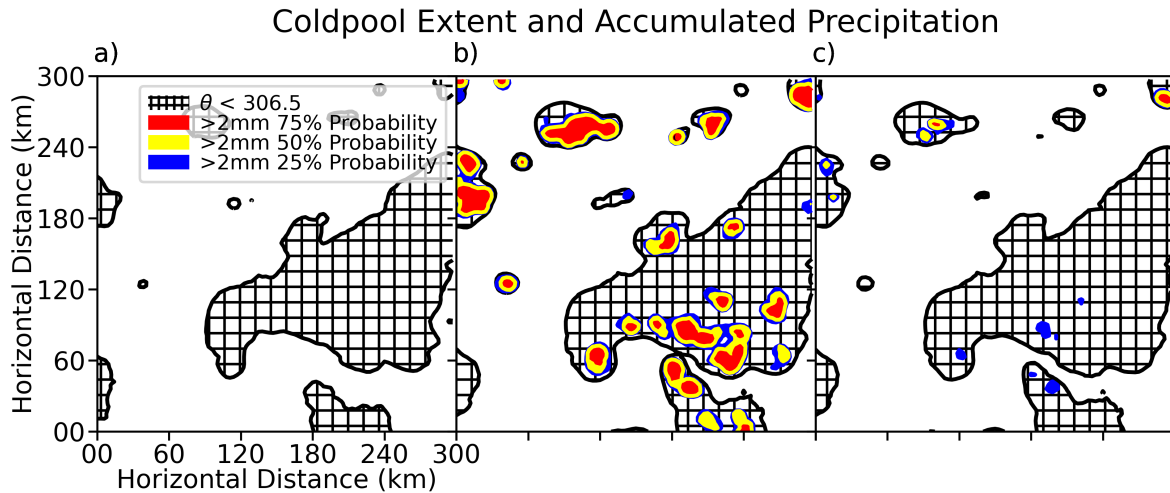 Coldpool Extent and Accumulated Precipitation
a)
b)
c)
Horizontal Distance (km)
300
240
180
120
60
00
θ < 306.5
>2mm 75% Probability
>2mm 50% Probability
>2mm 25% Probability
00 60 120 180 240 300
Horizontal Distance (km)